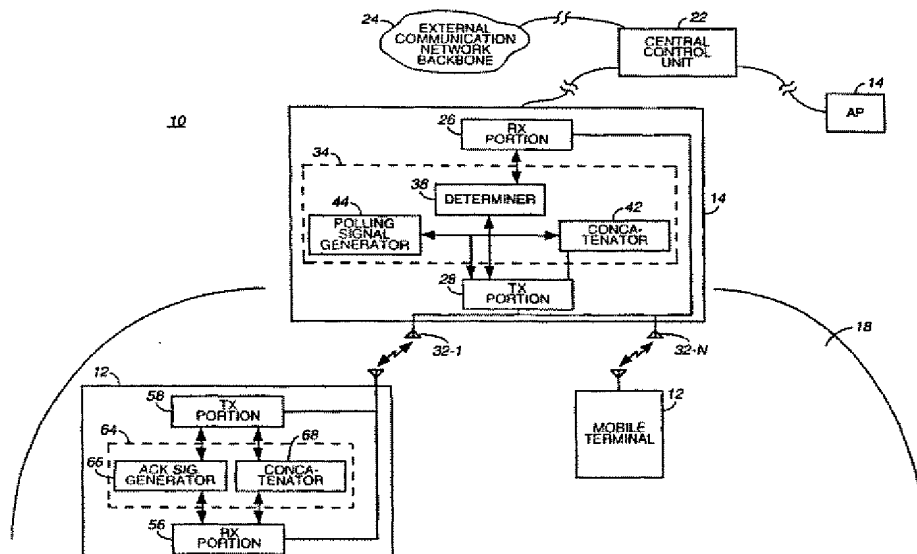 24
EXTERNAL
COMMUNICATION
NETWORK
BACKBONE
22
CENTRAL
CONTROL
UNIT
14
AP
10
26
RX
PORTION
34
38
DETERMINER
44
POLLING
SIGNAL
GENERATOR
42
CONCA-
TENATOR
14
28
TX
PORTION
32-1
32-N
18
12
58
TX
PORTION
64
68
66
ACK SIG
GENERATOR
CONCA-
TENATOR
56
RX
PORTION
12
MOBILE
TERMINAL